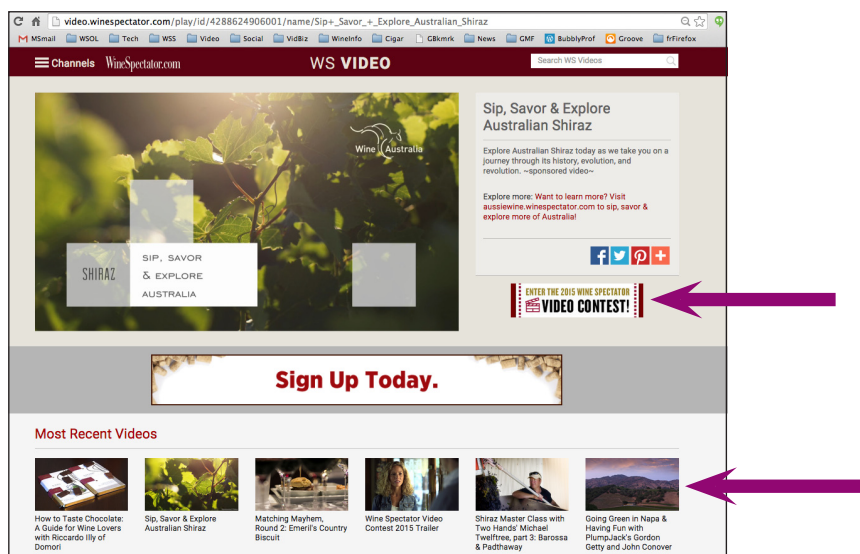 video.winespectator.com/play/id/4288624906001/name/Sip+_Savor_+_Explore_Australian_Shiraz
MSmail WSOL Tech WSS Video Social VidBiz WineInfo Cigar GBkmrk News GMF BubblyProf Groove frFirefox
Channels WineSpectator.com WS VIDEO Search WS Videos
Wine Australia
SHIRAZ
SIP, SAVOR
& EXPLORE
AUSTRALIA
Sip, Savor & Explore
Australian Shiraz
Explore Australian Shiraz today as we take you on a
journey through its history, evolution, and
revolution. ~sponsored video~
Explore more: Want to learn more? Visit
aussiewine.winespectator.com to sip, savor &
explore more of Australia!
ENTER THE 2015 WINE SPECTATOR
VIDEO CONTEST!
Sign Up Today.
Most Recent Videos
How to Taste Chocolate:
A Guide for Wine Lovers
with Riccardo Illy of
Domori
Sip, Savor & Explore
Australian Shiraz
Matching Mayhem,
Round 2: Emeril's Country
Biscuit
Wine Spectator Video
Contest 2015 Trailer
Shiraz Master Class with
Two Hands' Michael
Twelftree, part 3: Barossa
& Padthaway
Going Green in Napa &
Having Fun with
PlumpJack's Gordon
Getty and John Conover